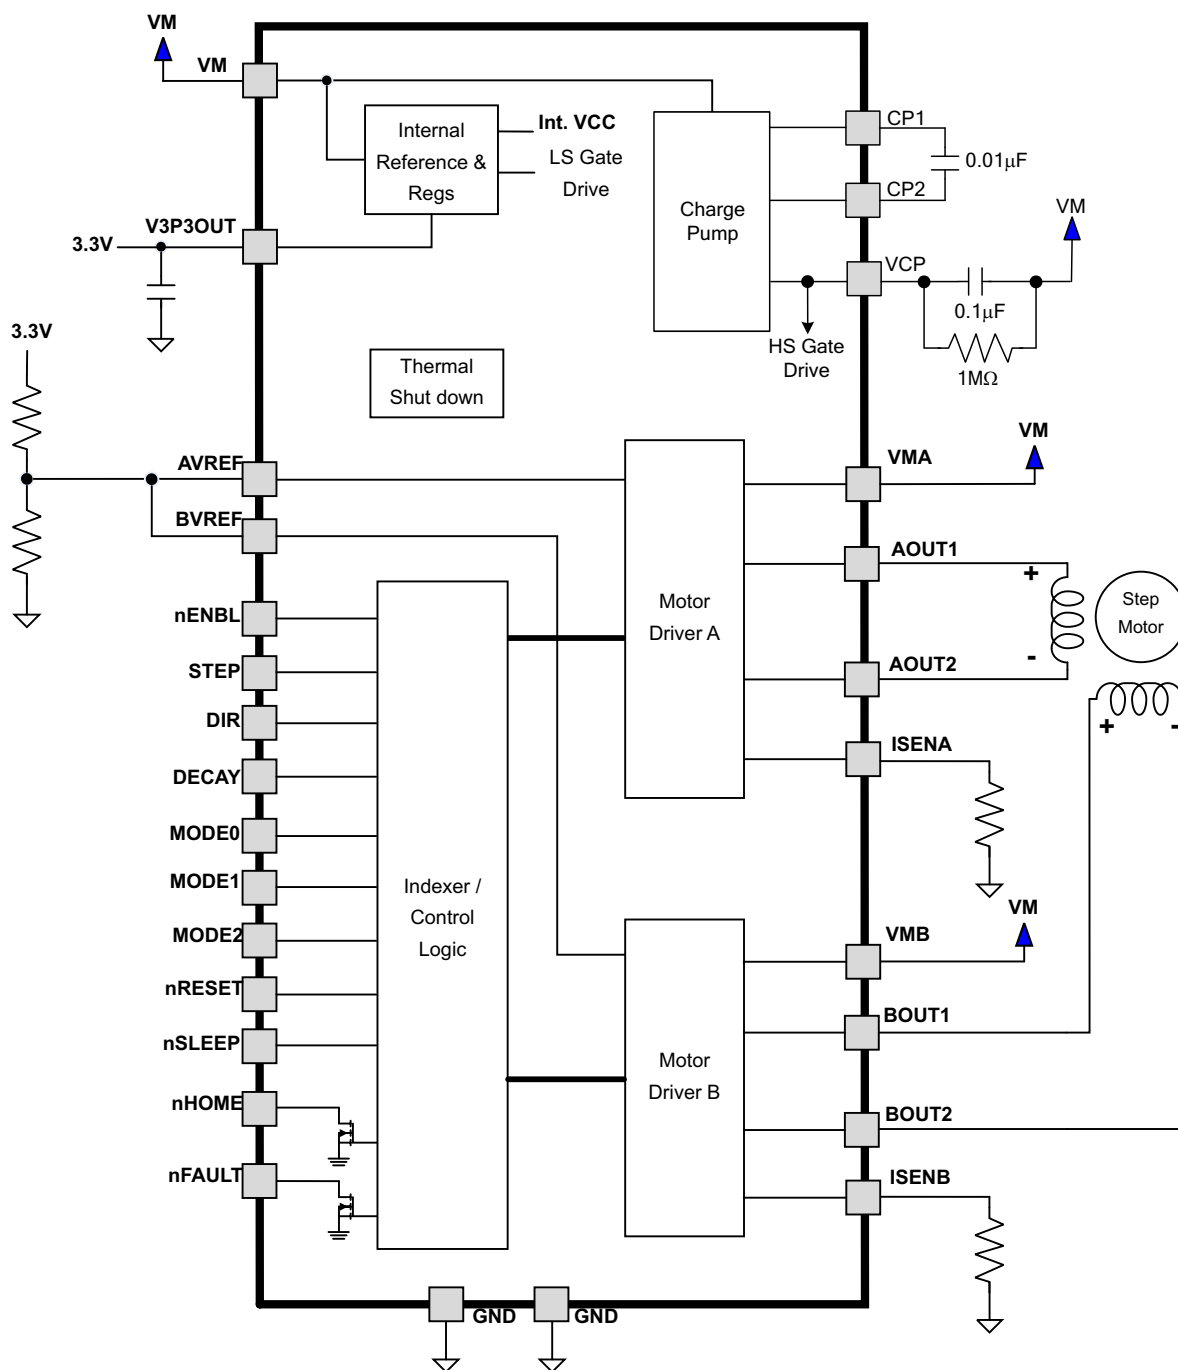 VM
VM
Internal
Reference &
Regs
Int. VCC
LS Gate
Drive
Charge
Pump
CP1
0.01µF
CP2
VM
VCP
0.1µF
1MΩ
HS Gate
Drive
V3P3OUT
3.3V
3.3V
Thermal
Shut down
AVREF
BVREF
nENBL
STEP
DIR
DECAY
MODE0
MODE1
MODE2
nRESET
nSLEEP
nHOME
nFAULT
Indexer /
Control
Logic
Motor
Driver A
VMA
VM
AOUT1
+
-
Step
Motor
AOUT2
+ -
ISENA
Motor
Driver B
VM
VMB
BOUT1
BOUT2
ISENB
GND
GND